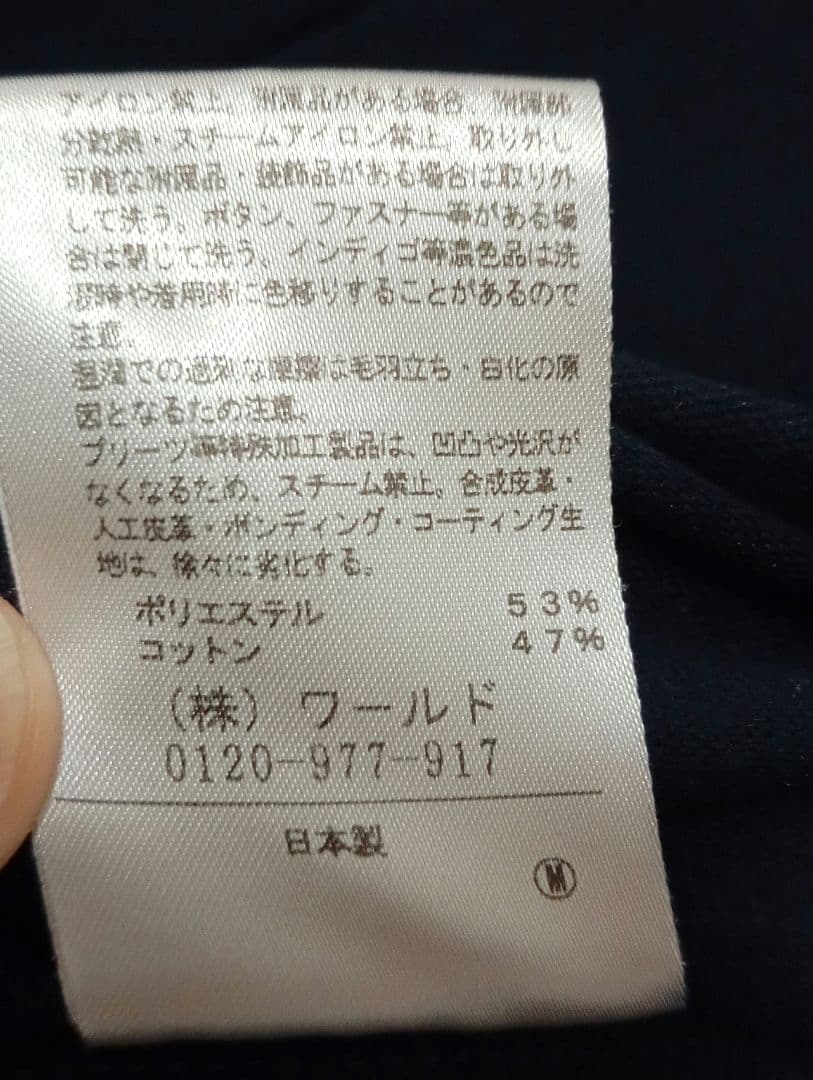 アイロン禁止。附属品がある場合、附属部
分乾熱・スチームアイロン禁止。取り外し
可能な附属品・装飾品がある場合は取り外
して洗う。ボタン、ファスナー等がある場
合は閉じて洗う。インディゴ等濃色品は洗
濯時や着用時に色移りすることがあるので
注意。
湿潤での過剰な摩擦は毛羽立ち・白化の原
因となるため注意。
プリーツ等特殊加工製品は、凹凸や光沢が
なくなるため、スチーム禁止。合成皮革・
人工皮革・ボンディング・コーティング生
地は、徐々に劣化する。
ポリエステル 53%
コットン 47%
(株) ワールド
0120-977-917
日本製
M